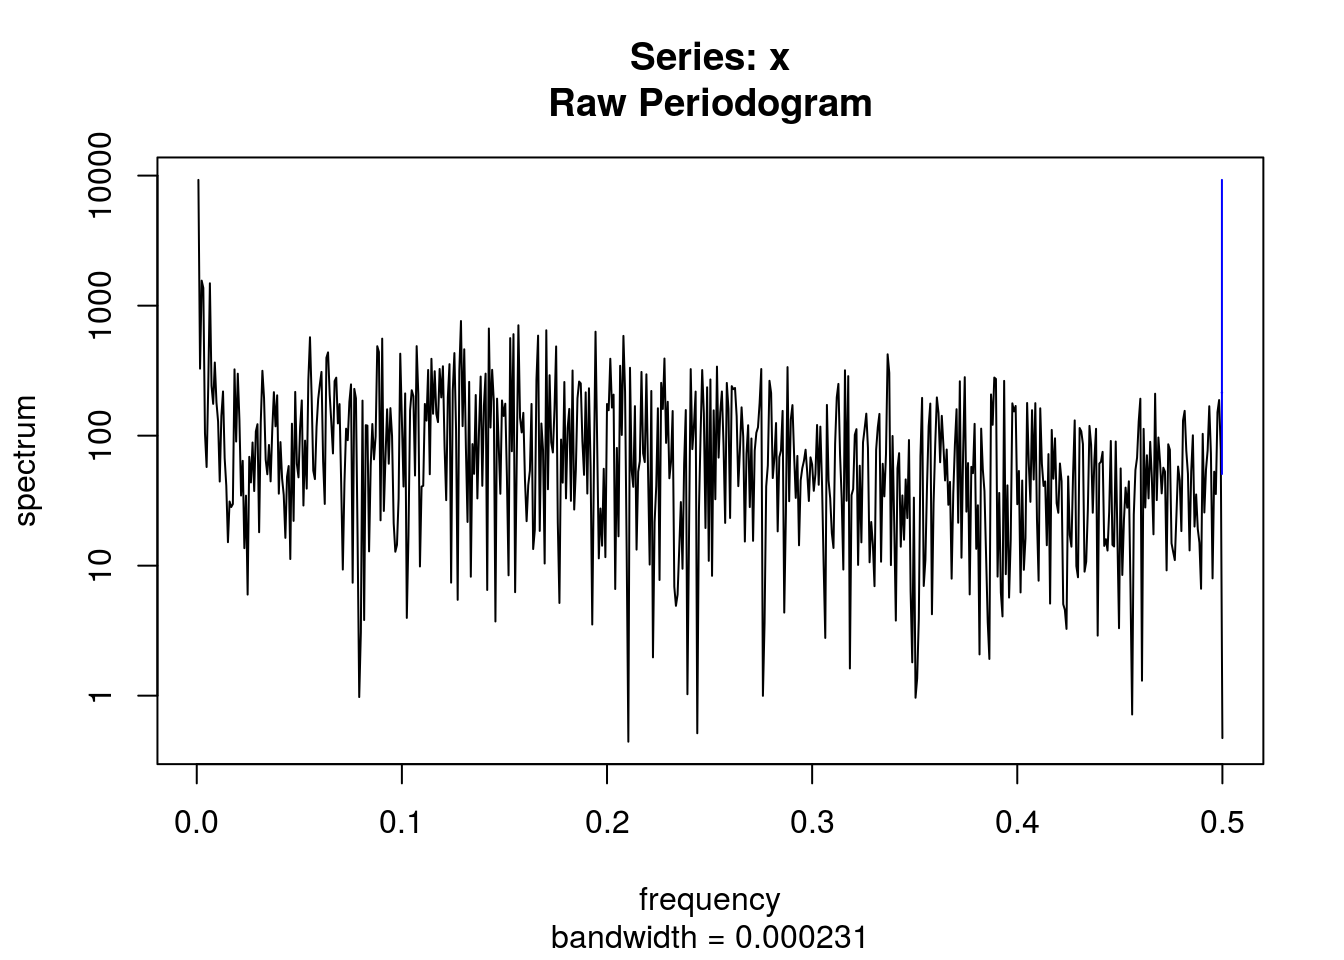 Series: x
Raw Periodogram
spectrum
10000
1000
100
10
1
0.0 0.1 0.2 0.3 0.4 0.5
frequency
bandwidth = 0.000231